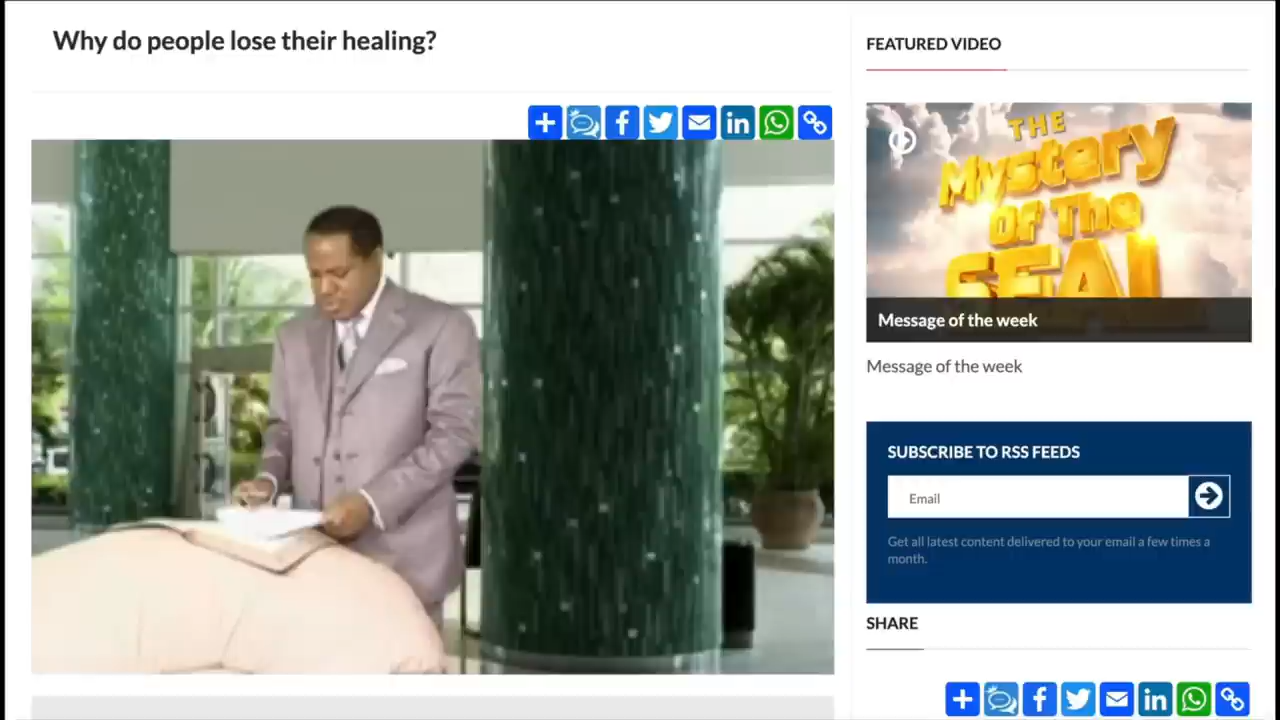 Why do people lose their healing?
FEATURED VIDEO
THE
Mystery
Of The
SEAL
Message of the week
Message of the week
SUBSCRIBE TO RSS FEEDS
Email
Get all latest content delivered to your email a few times a
month.
SHARE